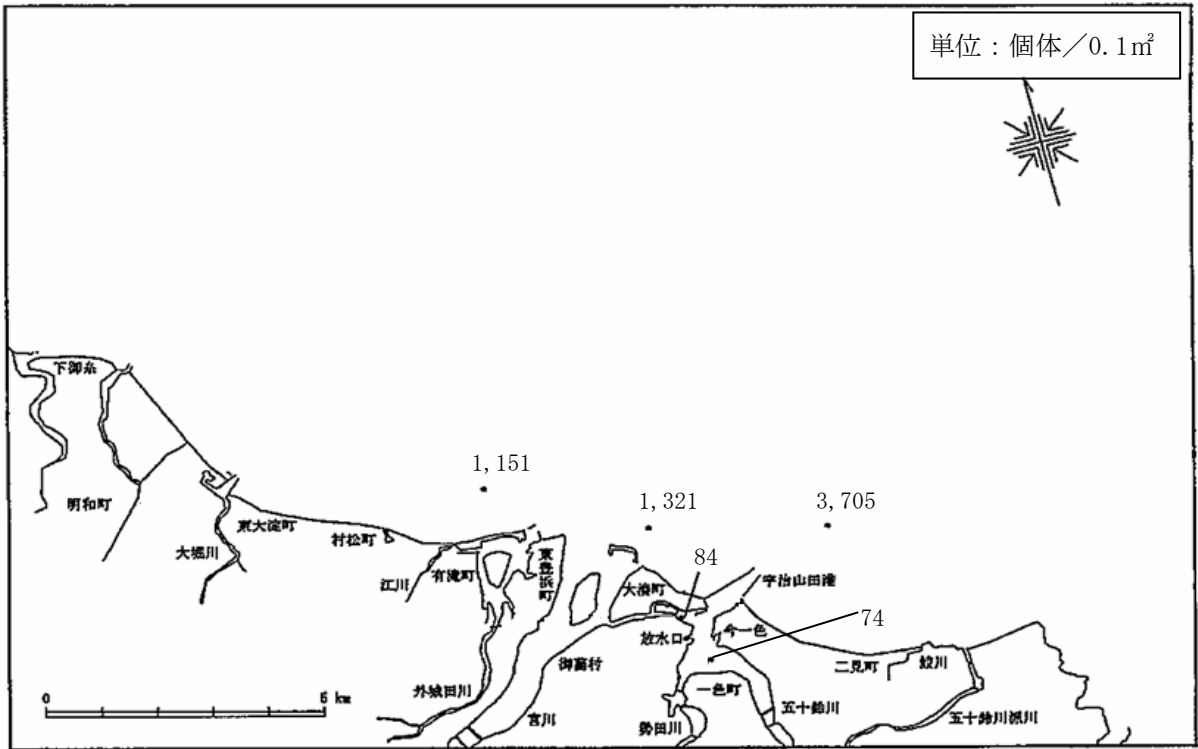 単位：個体／0.1㎡
下御糸
1,151
1,321
3,705
明和町
東大淀町
村松町
大堀川
江川
有滝町
東豊浜町
84
大湊町
宇治山田港
74
今一色
放水口
御薗村
二見町
鮫川
0
6 km
外城田川
宮川
一色町
勢田川
五十鈴川
五十鈴川派川